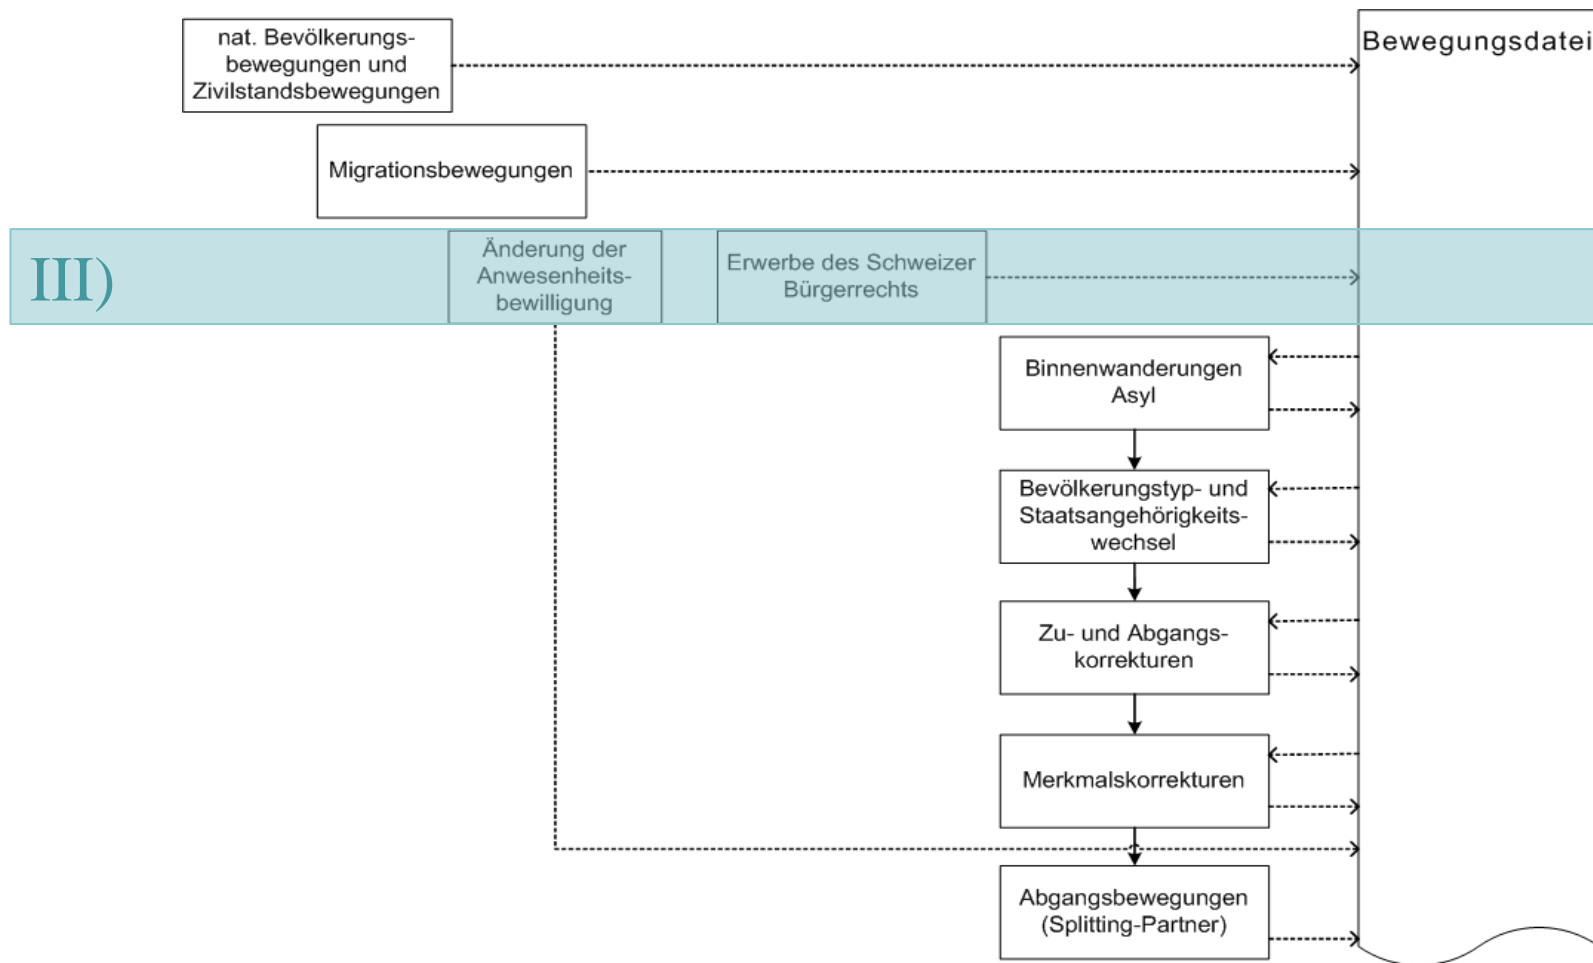 nat. Bevölkerungs-
bewegungen und
Zivilstandsbewegungen
Bewegungsdatei
Migrationsbewegungen
III)
Änderung der
Anwesenheits-
bewilligung
Erwerbe des Schweizer
Bürgerrechts
Binnenwanderungen
Asyl
Bevölkerungstyp- und
Staatsangehörigkeits-
wechsel
Zu- und Abgangs-
korrekturen
Merkmalskorrekturen
Abgangsbewegungen
(Splitting-Partner)